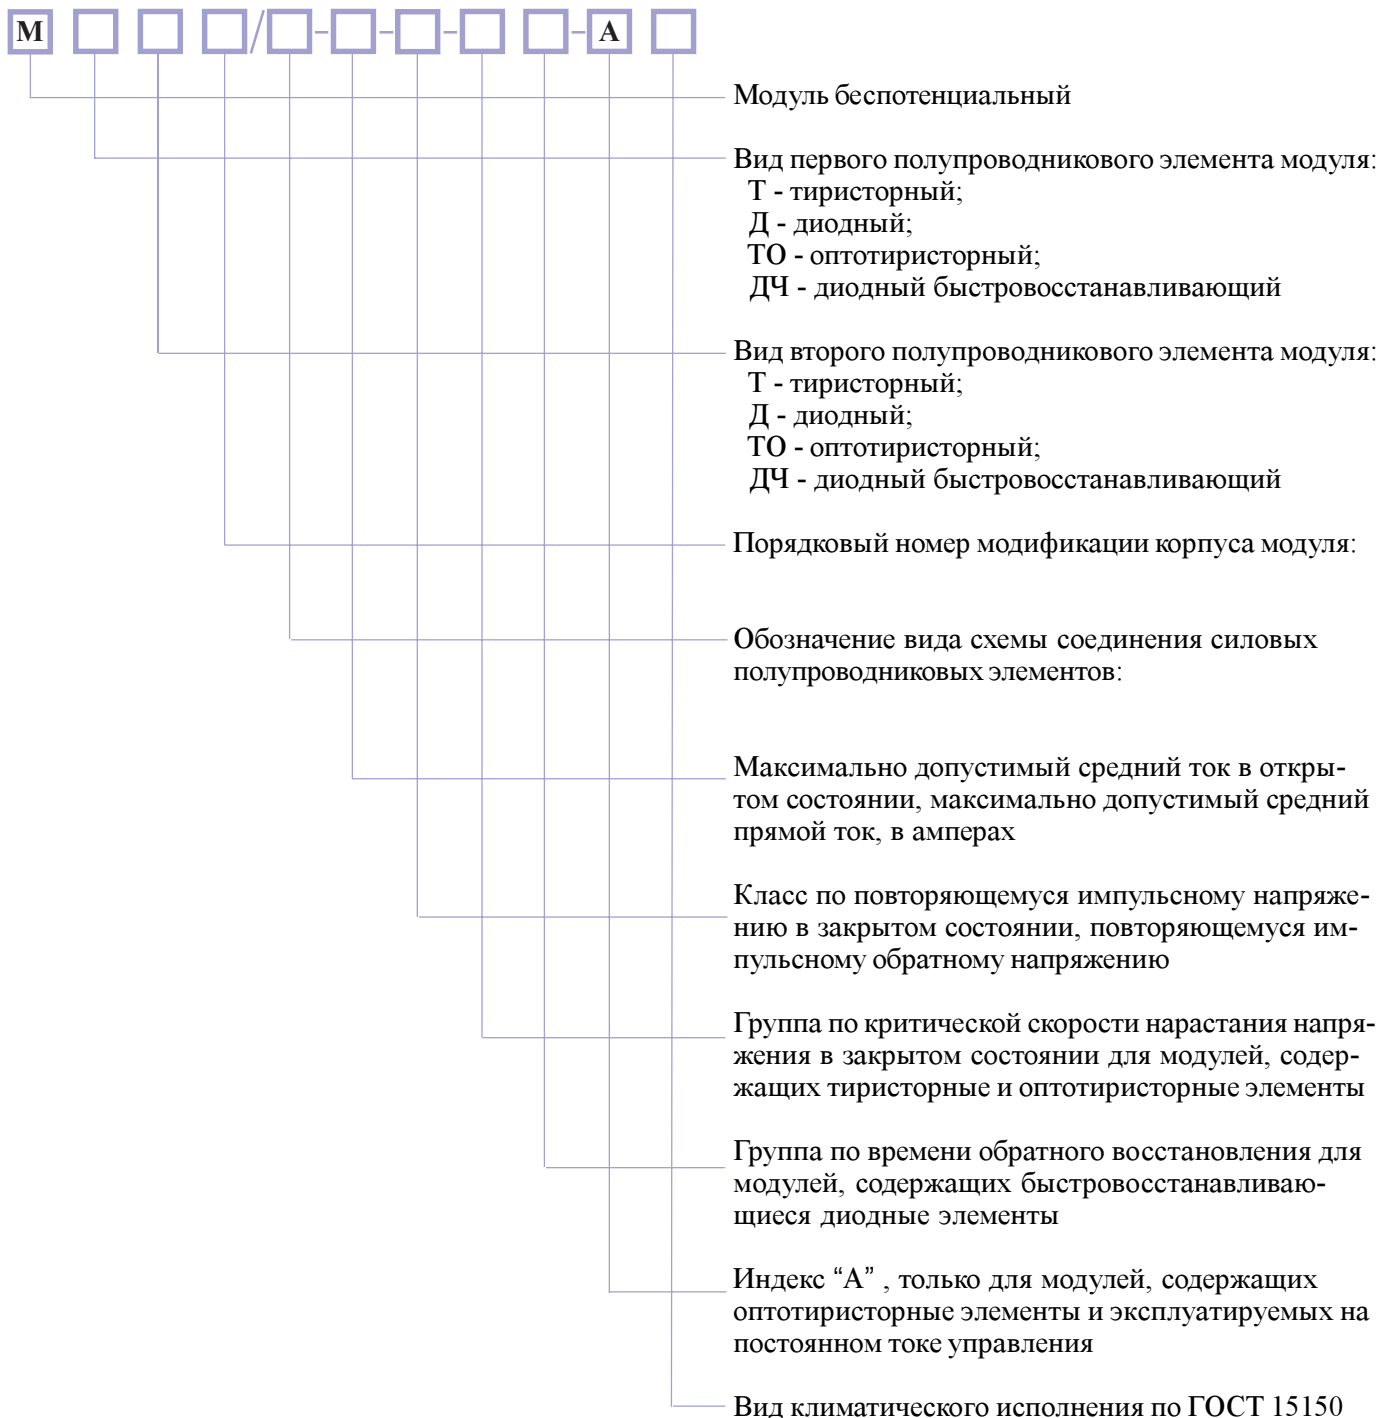 М / - - - - А
Модуль беспотенциальный
Вид первого полупроводникового элемента модуля:
Т - тиристорный;
Д - диодный;
ТО - оптотиристорный;
ДЧ - диодный быстровосстанавливающий
Вид второго полупроводникового элемента модуля:
Т - тиристорный;
Д - диодный;
ТО - оптотиристорный;
ДЧ - диодный быстровосстанавливающий
Порядковый номер модификации корпуса модуля:
Обозначение вида схемы соединения силовых
полупроводниковых элементов:
Максимально допустимый средний ток в откры-
том состоянии, максимально допустимый средний
прямой ток, в амперах
Класс по повторяющемуся импульсному напряже-
нию в закрытом состоянии, повторяющемуся им-
пульсному обратному напряжению
Группа по критической скорости нарастания напря-
жения в закрытом состоянии для модулей, содер-
жащих тиристорные и оптотиристорные элементы
Группа по времени обратного восстановления для
модулей, содержащих быстровосстанавливаю-
щиеся диодные элементы
Индекс “А” , только для модулей, содержащих
оптотиристорные элементы и эксплуатируемых на
постоянном токе управления
Вид климатического исполнения по ГОСТ 15150